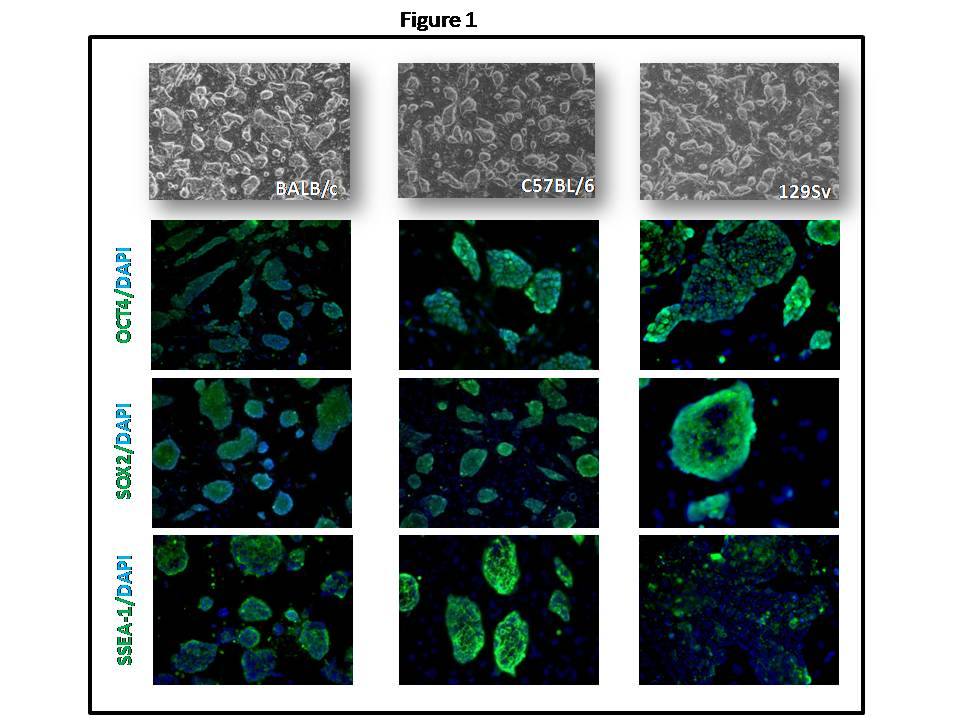 Figure 1
BALB/c
C57BL/6
129Sv
OCT4/DAPI
SOX2/DAPI
SSEA-1/DAPI